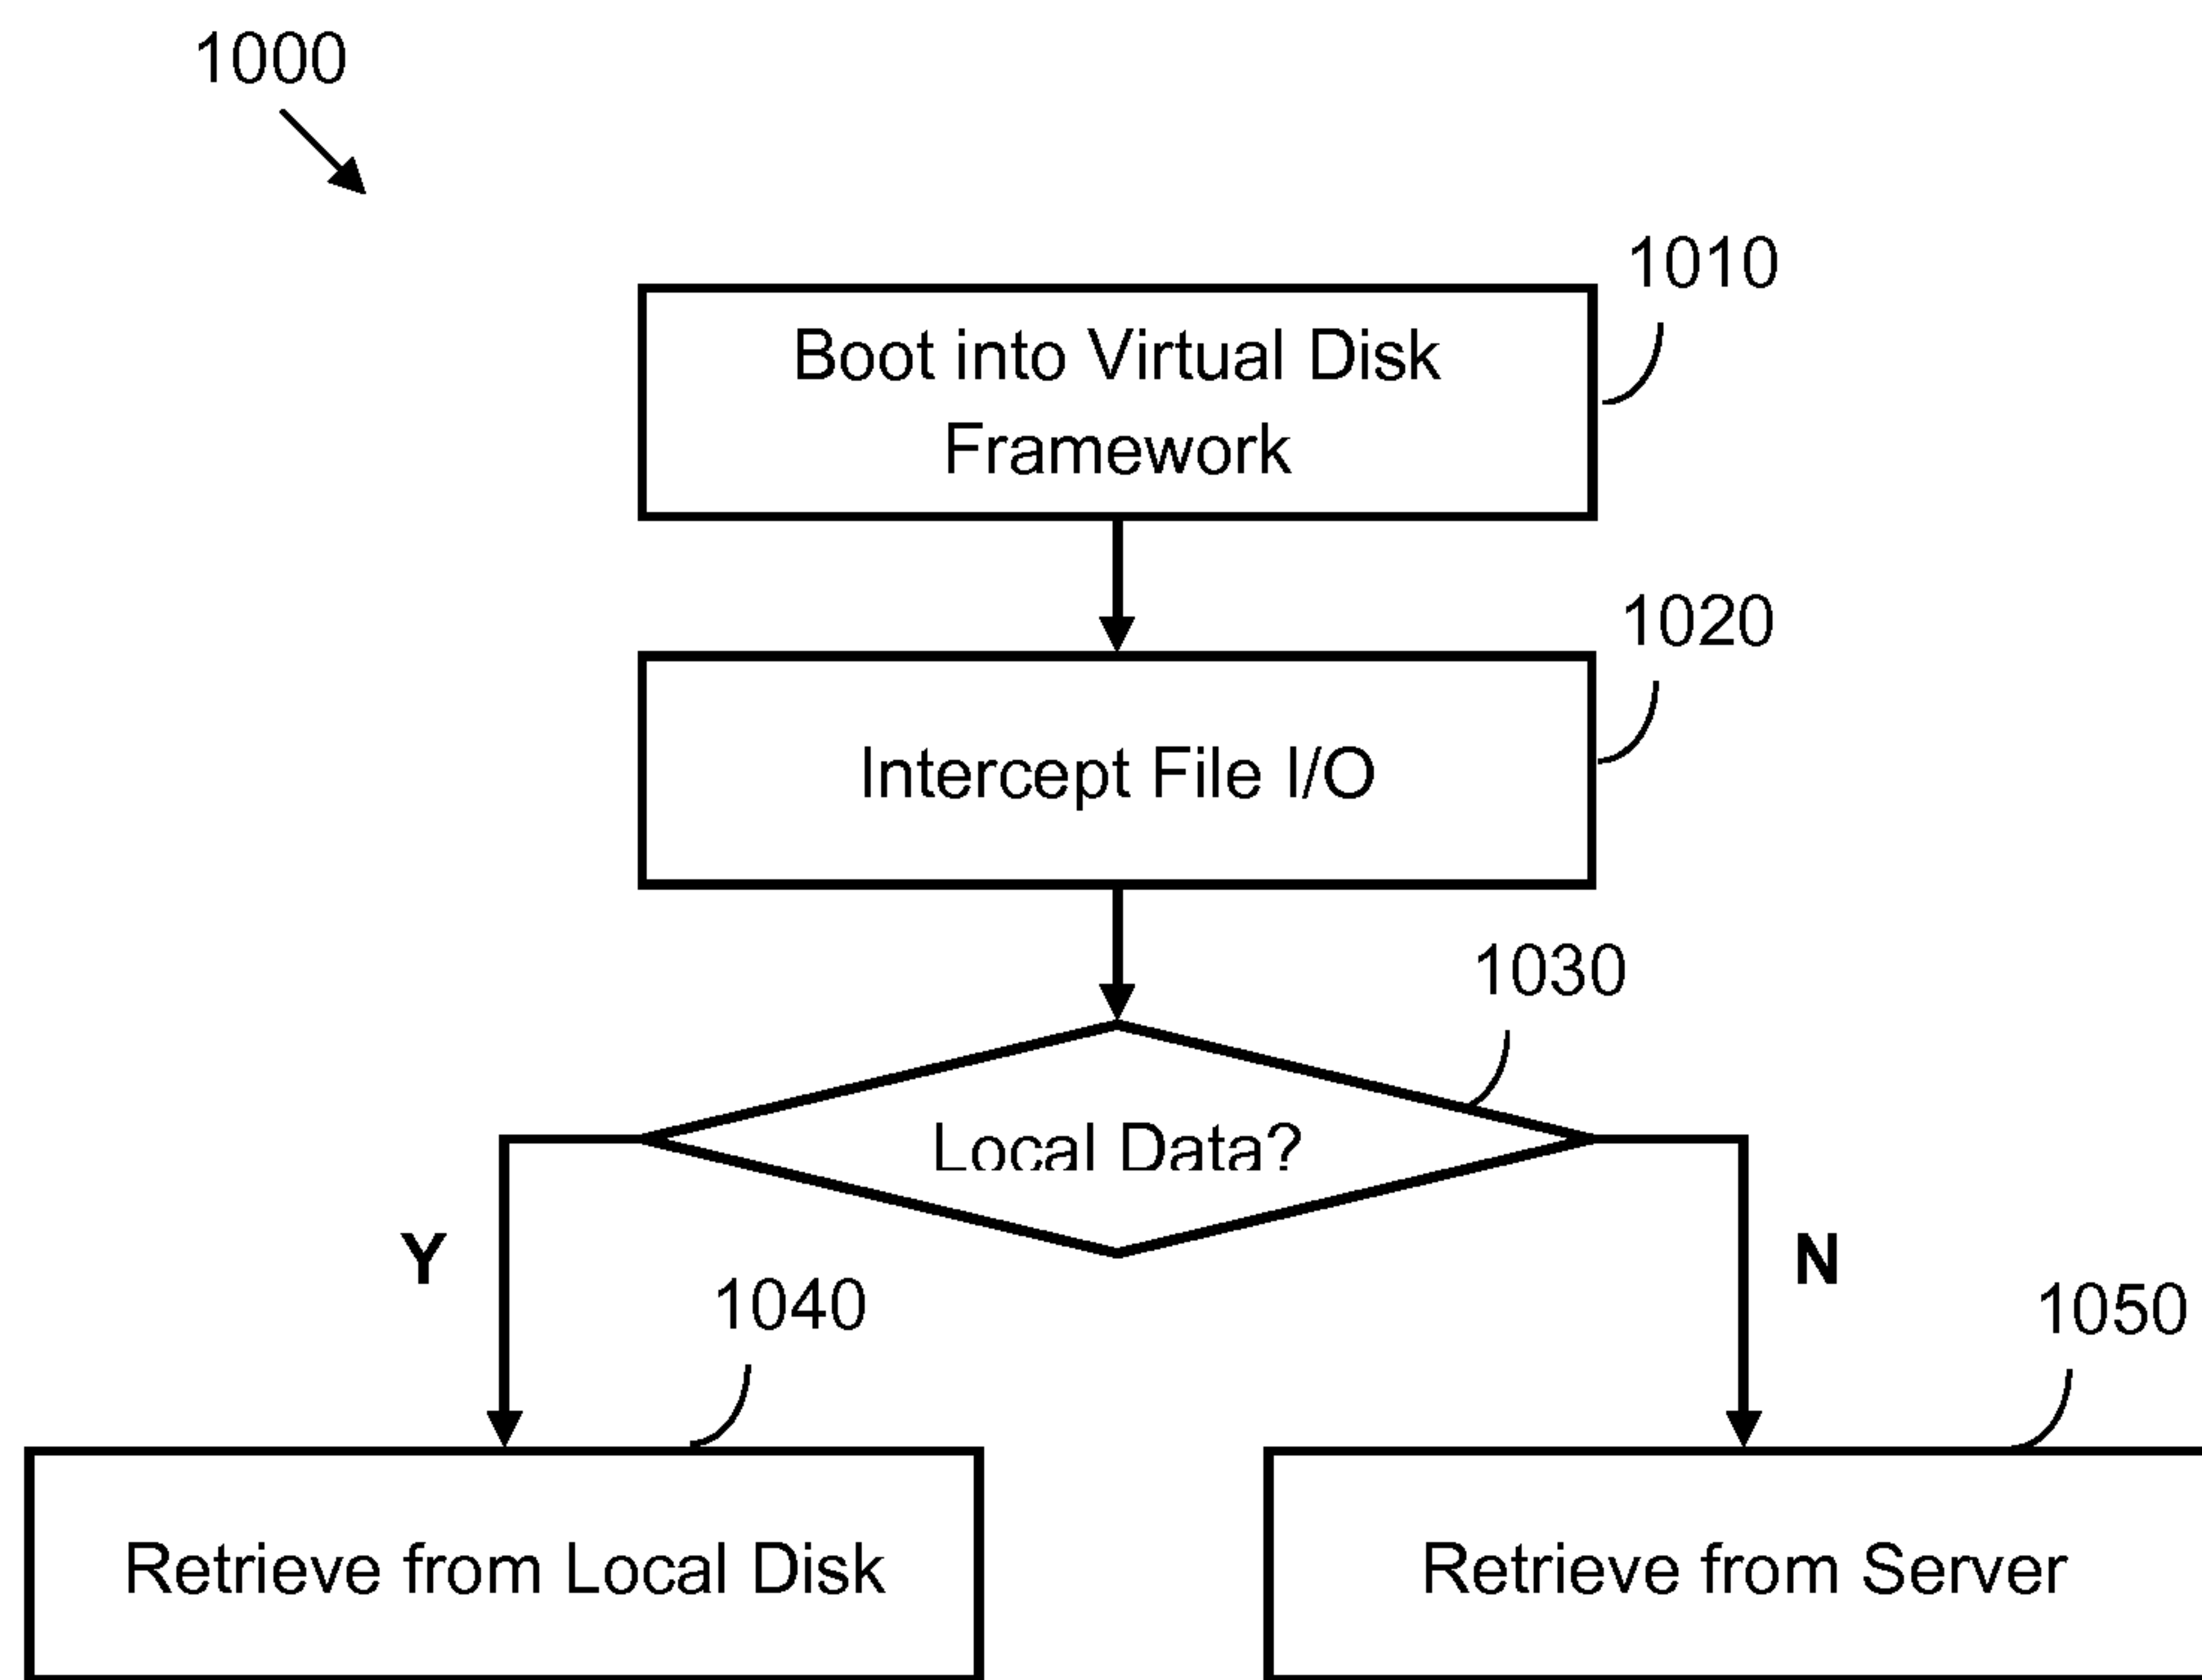 1000
1010
Boot into Virtual Disk
Framework
1020
Intercept File I/O
1030
Local Data?
Y
N
1040
1050
Retrieve from Local Disk
Retrieve from Server